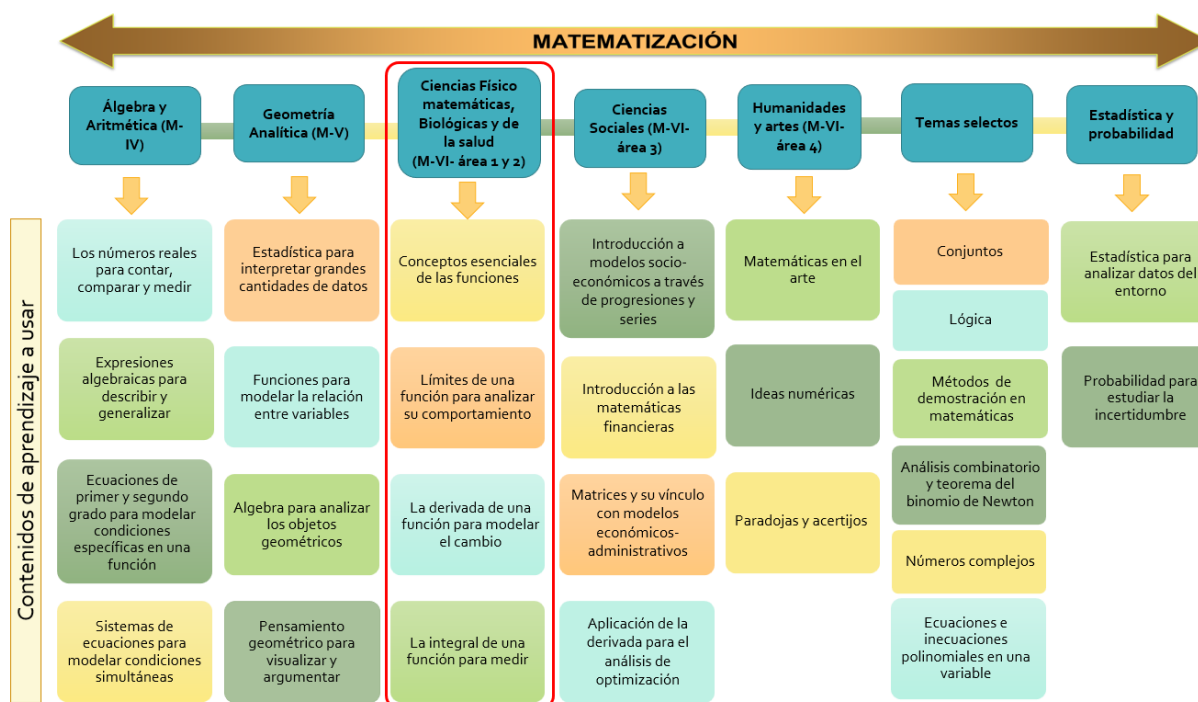 MATEMATIZACIÓN
Álgebra y
Aritmética (M-
IV)
Geometría
Analítica (M-V)
Ciencias Físico
matemáticas,
Biológicas y de
la salud
(M-VI- área 1 y 2)
Ciencias
Sociales (M-VI-
área 3)
Humanidades
y artes (M-VI-
área 4)
Temas selectos
Estadística y
probabilidad
Contenidos de aprendizaje a usar
Los números reales
para contar,
comparar y medir
Expresiones
algebraicas para
describir y
generalizar
Ecuaciones de
primer y segundo
grado para modelar
condiciones
específicas en una
función
Sistemas de
ecuaciones para
modelar condiciones
simultáneas
Estadística para
interpretar grandes
cantidades de datos
Funciones para
modelar la relación
entre variables
Algebra para analizar
los objetos
geométricos
Pensamiento
geométrico para
visualizar y
argumentar
Conceptos esenciales
de las funciones
Límites de una
función para analizar
su comportamiento
La derivada de una
función para modelar
el cambio
La integral de una
función para medir
Introducción a
modelos socio-
económicos a través
de progresiones y
series
Introducción a las
matemáticas
financieras
Matrices y su vínculo
con modelos
económicos-
administrativos
Aplicación de la
derivada para el
análisis de
optimización
Matemáticas en el
arte
Ideas numéricas
Paradojas y acertijos
Conjuntos
Lógica
Métodos de
demostración en
matemáticas
Análisis combinatorio
y teorema del
binomio de Newton
Números complejos
Ecuaciones e
inecuaciones
polinomiales en una
variable
Estadística para
analizar datos del
entorno
Probabilidad para
estudiar la
incertidumbre